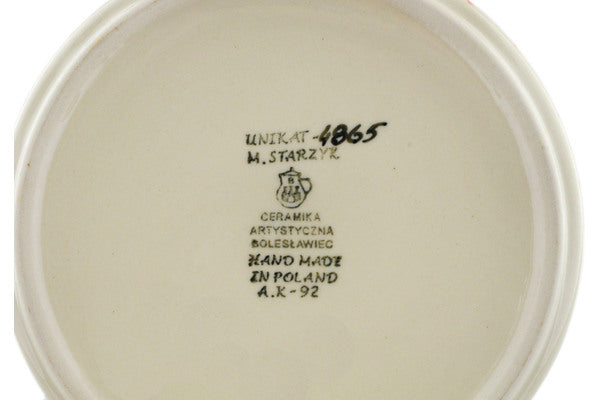 UNIKAT-4865
M. STARZYK
B
CERAMIKA
ARTYSTYCZNA
BOLESŁAWIEC
HAND MADE
IN POLAND
A.K-92